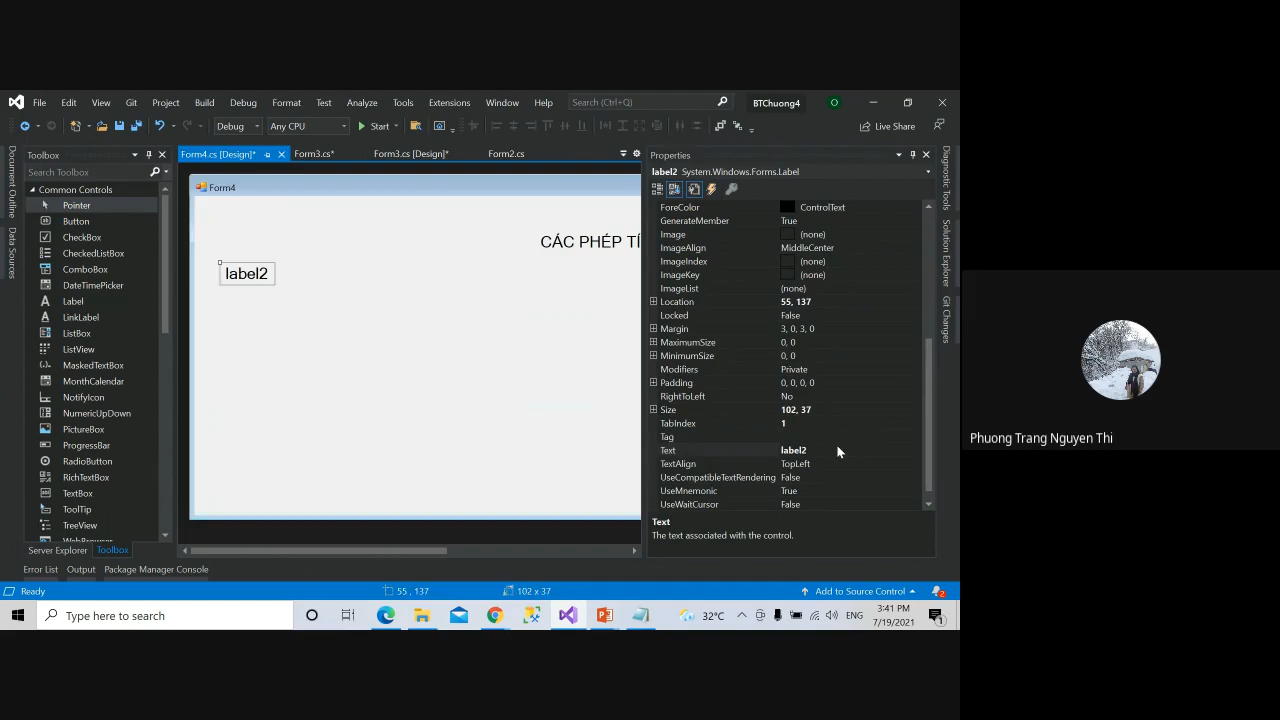 File Edit View Git Project Build Debug Format Test Analyze Tools Extensions Window Help Search (Ctrl+Q) BTChuong4 O
Debug Any CPU Start Live Share
Toolbox
Form4.cs [Design]* Form3.cs* Form3.cs [Design]* Form2.cs
Properties
Document Outline
Data Sources
Search Toolbox
Common Controls
Pointer
Button
CheckBox
CheckedListBox
ComboBox
DateTimePicker
Label
LinkLabel
ListBox
ListView
MaskedTextBox
MonthCalendar
NotifyIcon
NumericUpDown
PictureBox
ProgressBar
RadioButton
RichTextBox
TextBox
ToolTip
TreeView
WebBrowser
Server Explorer Toolbox
Form4
CÁC PHÉP TÍ
label2
label2 System.Windows.Forms.Label
ForeColor ControlText
GenerateMember True
Image (none)
ImageAlign MiddleCenter
ImageIndex (none)
ImageKey (none)
ImageList (none)
Location 55, 137
Locked False
Margin 3, 0, 3, 0
MaximumSize 0, 0
MinimumSize 0, 0
Modifiers Private
Padding 0, 0, 0, 0
RightToLeft No
Size 102, 37
TabIndex 1
Tag
Text label2
TextAlign TopLeft
UseCompatibleTextRendering False
UseMnemonic True
UseWaitCursor False
Text
The text associated with the control.
Diagnostic Tools
Solution Explorer
Git Changes
Error List Output Package Manager Console
Ready 55 , 137 102 x 37 Add to Source Control 2
Type here to search 32°C ENG 3:41 PM
7/19/2021 1
Phuong Trang Nguyen Thi